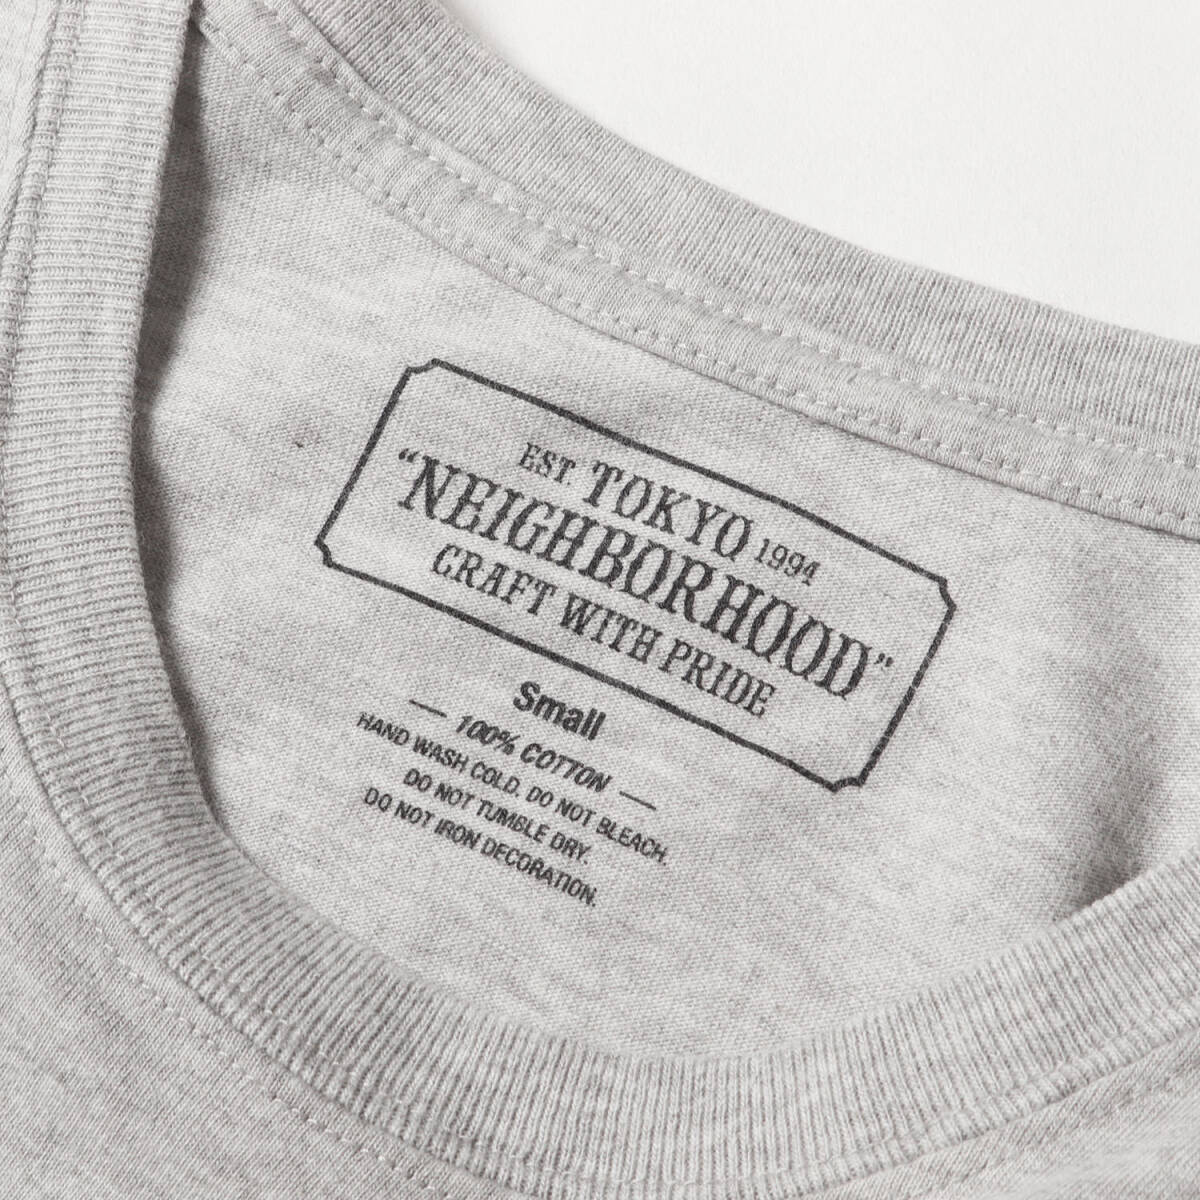 EST. TOKYO 1994
"NEIGHBORHOOD"
CRAFT WITH PRIDE
Small
— 100% COTTON —
HAND WASH COLD. DO NOT BLEACH.
DO NOT TUMBLE DRY.
DO NOT IRON DECORATION.